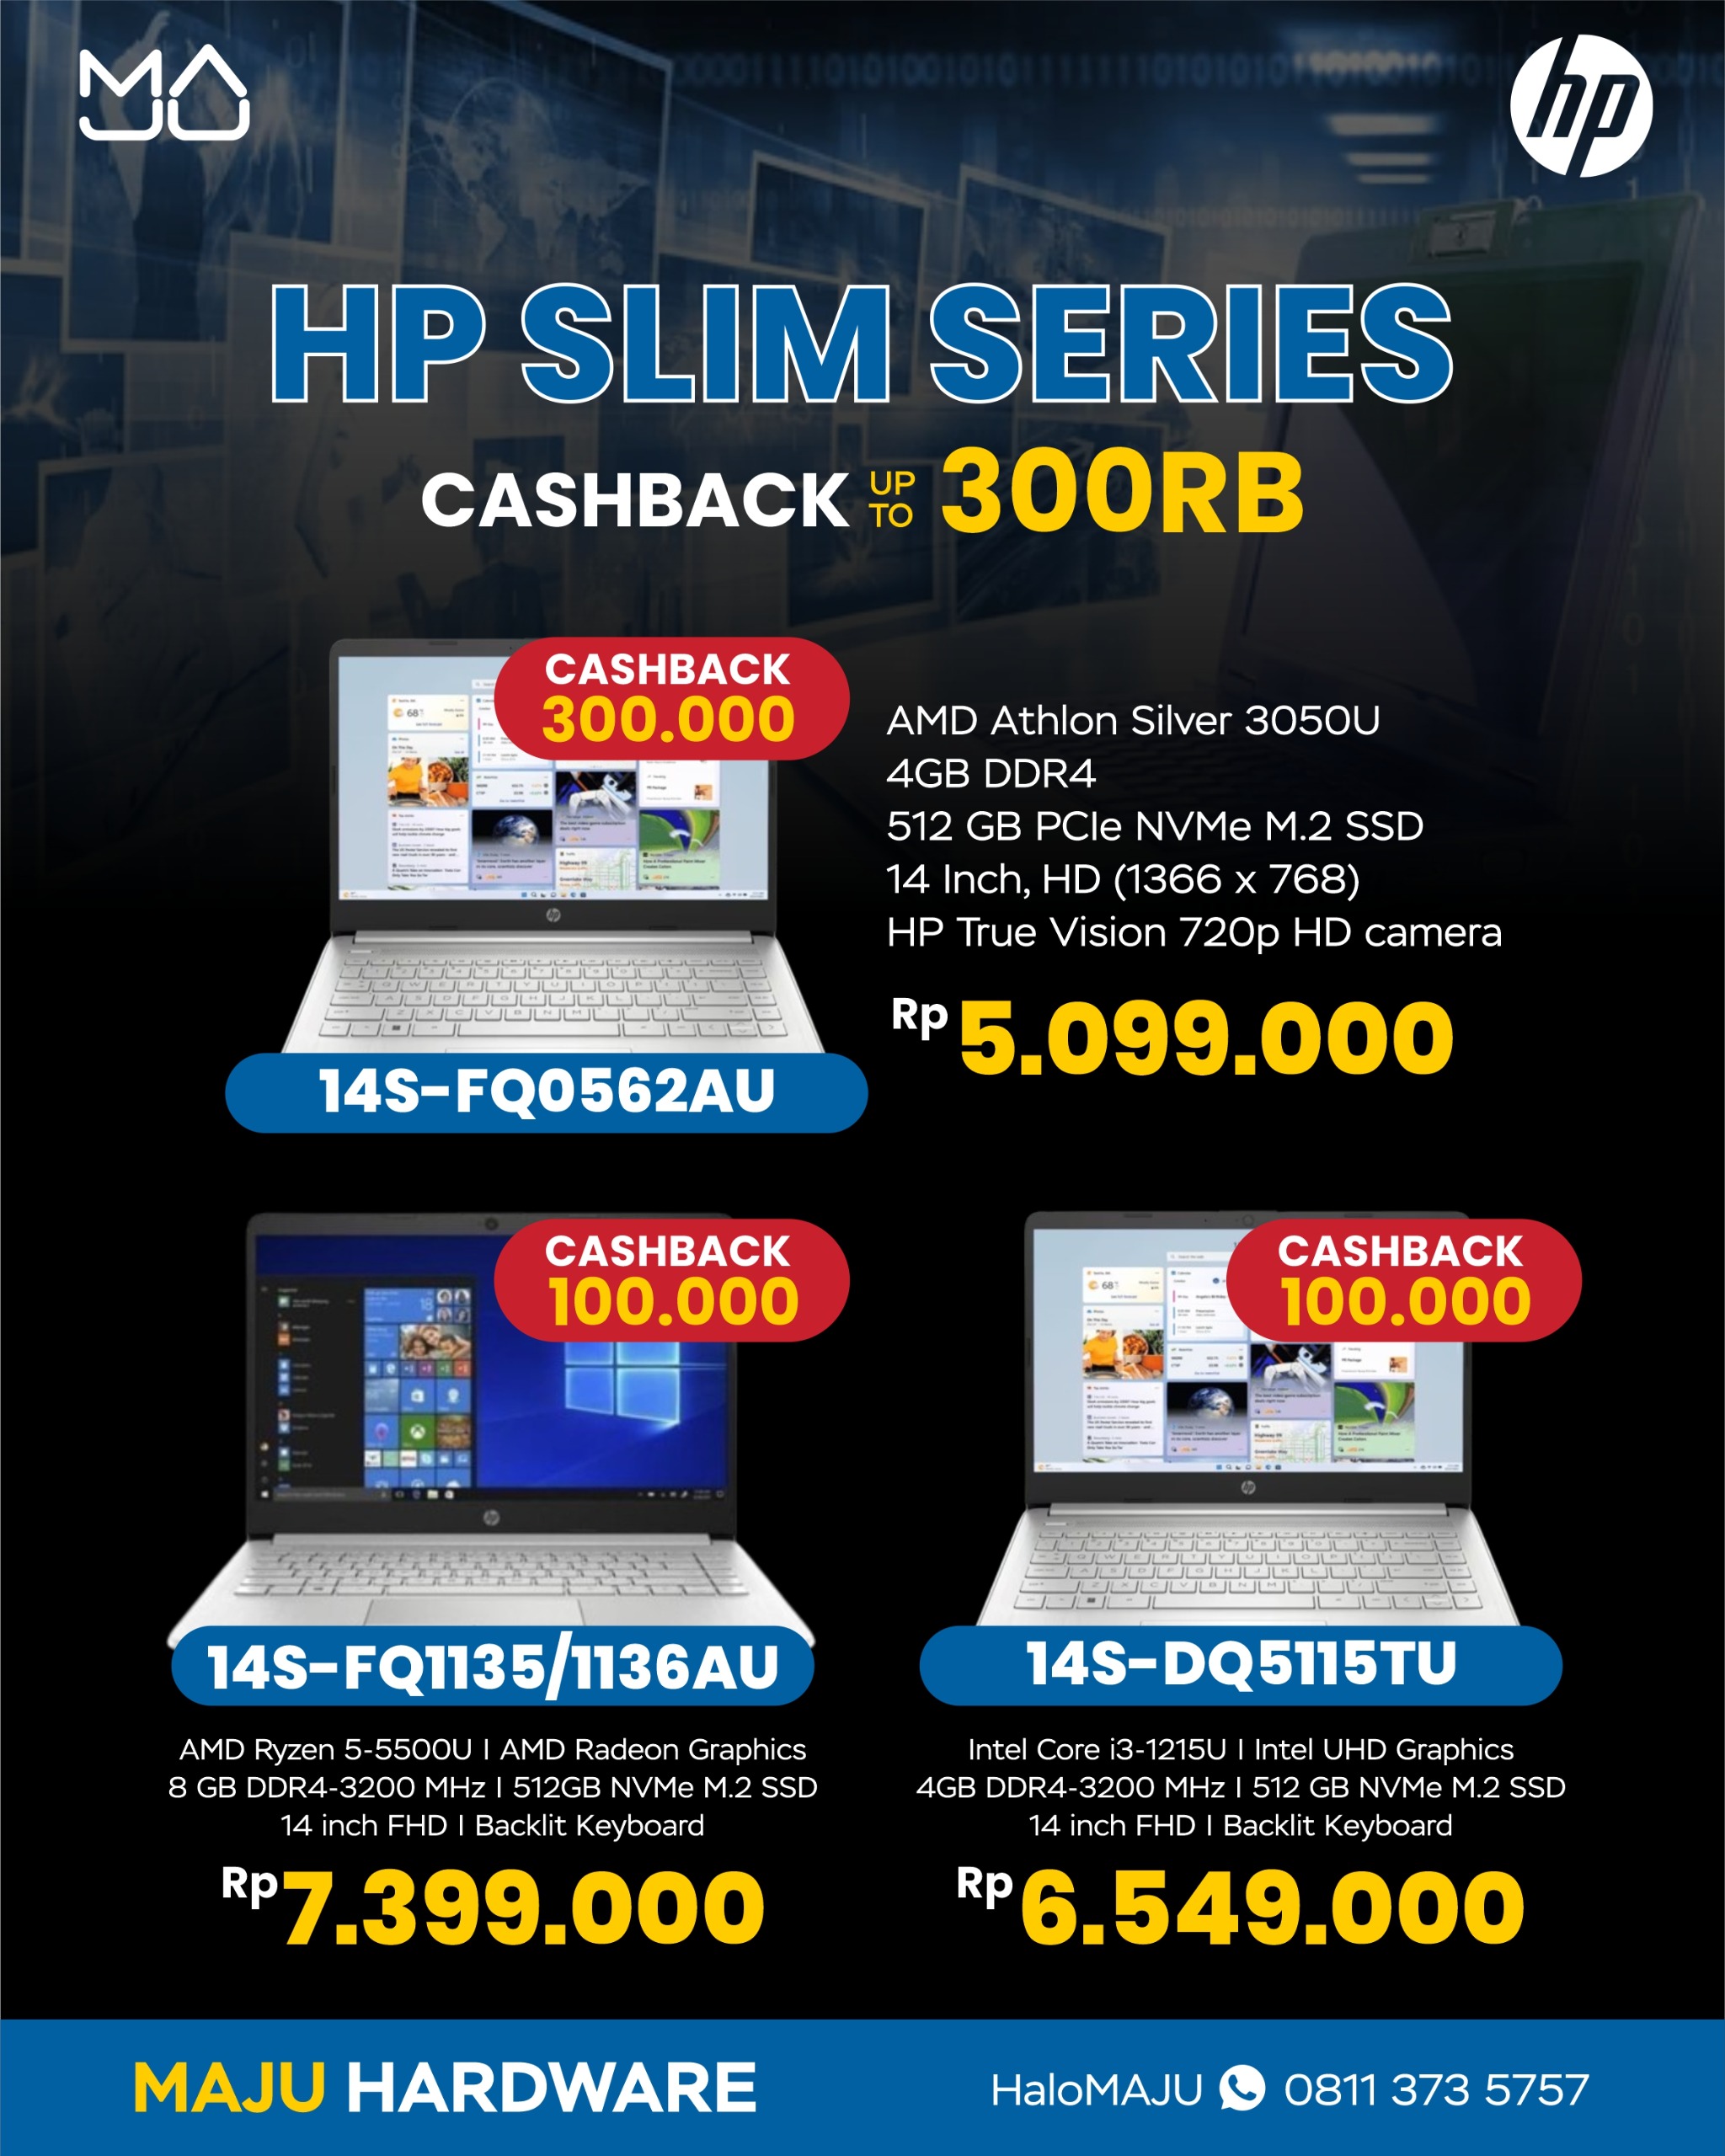 MAJU
hp
HP SLIM SERIES
CASHBACK UP TO 300RB
CASHBACK
300.000
AMD Athlon Silver 3050U
4GB DDR4
512 GB PCIe NVMe M.2 SSD
14 Inch, HD (1366 x 768)
HP True Vision 720p HD camera
Rp 5.099.000
14S-FQ0562AU
CASHBACK
100.000
14S-FQ1135/1136AU
AMD Ryzen 5-5500U | AMD Radeon Graphics
8 GB DDR4-3200 MHz | 512GB NVMe M.2 SSD
14 inch FHD | Backlit Keyboard
Rp 7.399.000
CASHBACK
100.000
14S-DQ5115TU
Intel Core i3-1215U | Intel UHD Graphics
4GB DDR4-3200 MHz | 512 GB NVMe M.2 SSD
14 inch FHD | Backlit Keyboard
Rp 6.549.000
MAJU HARDWARE
HaloMAJU 0811 373 5757